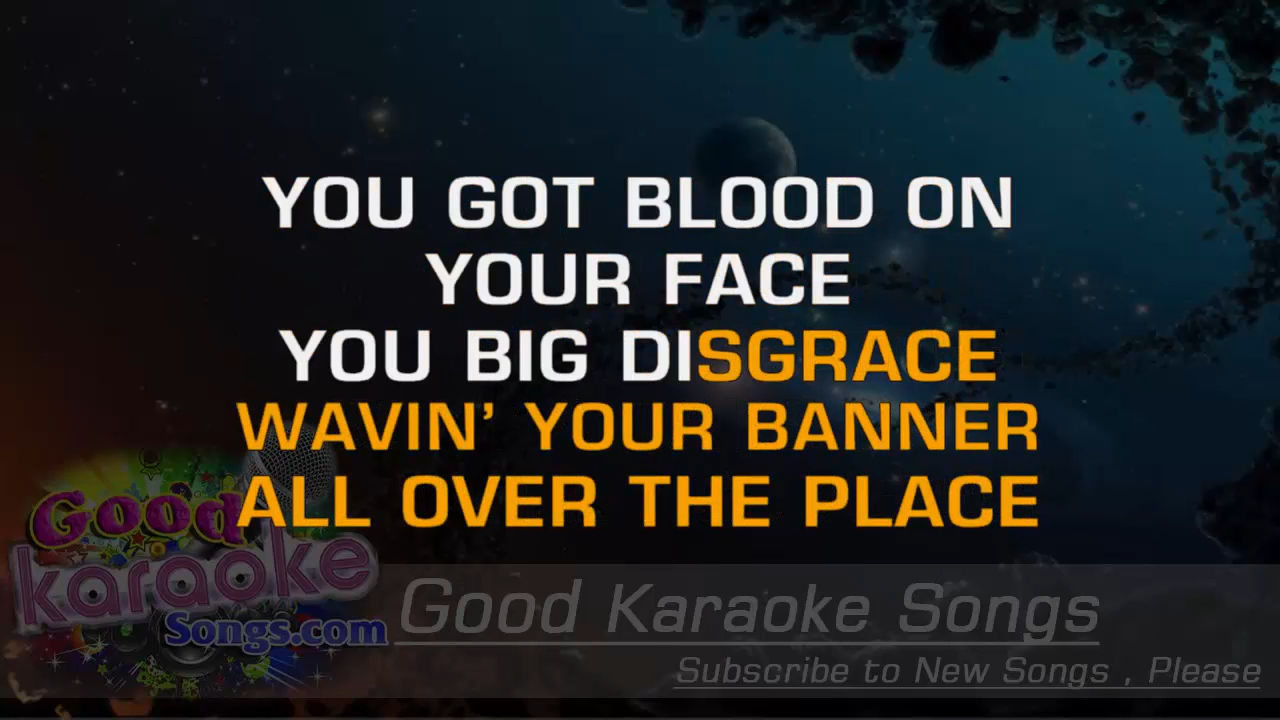 YOU GOT BLOOD ON
YOUR FACE
YOU BIG DISGRACE
WAVIN' YOUR BANNER
ALL OVER THE PLACE
Good
karaoke
Songs.com
Good Karaoke Songs
Subscribe to New Songs , Please